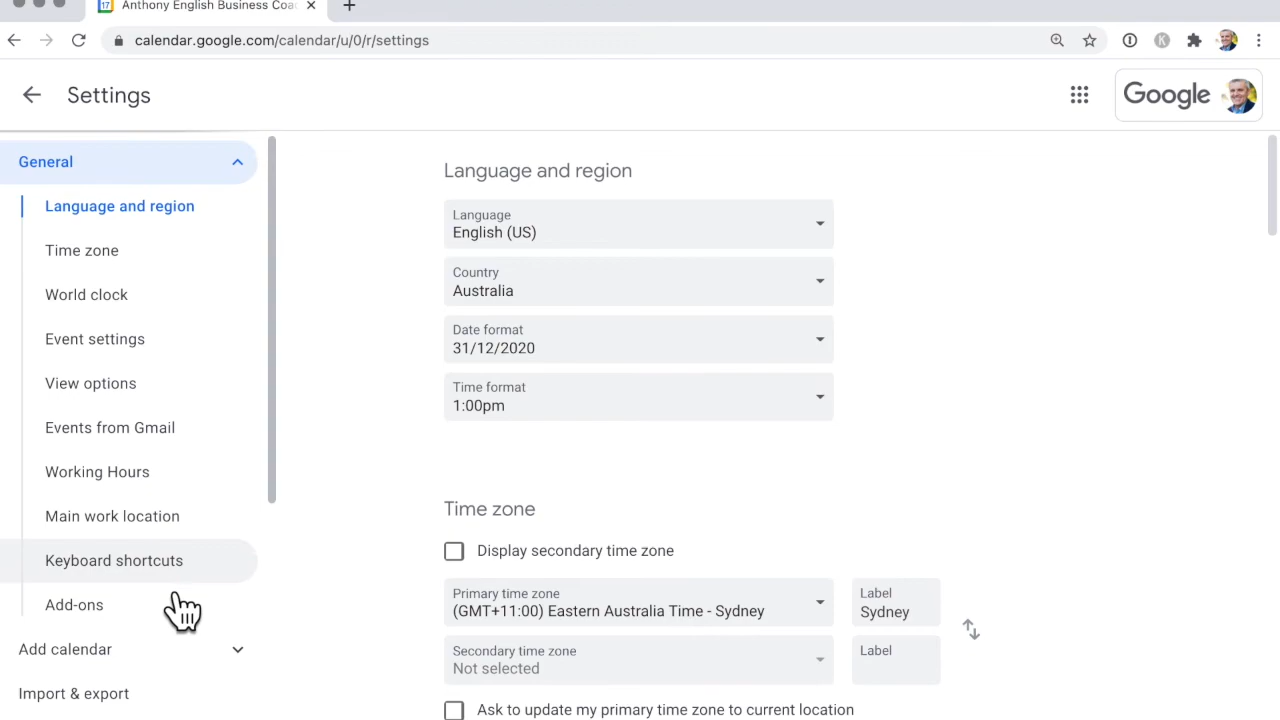 17 Anthony English Business Coa
calendar.google.com/calendar/u/0/r/settings
K
Settings
Google
General
Language and region
Time zone
World clock
Event settings
View options
Events from Gmail
Working Hours
Main work location
Keyboard shortcuts
Add-ons
Add calendar
Import & export
Language and region
Language
English (US)
Country
Australia
Date format
31/12/2020
Time format
1:00pm
Time zone
Display secondary time zone
Primary time zone
(GMT+11:00) Eastern Australia Time - Sydney
Label
Sydney
Secondary time zone
Not selected
Label
Ask to update my primary time zone to current location